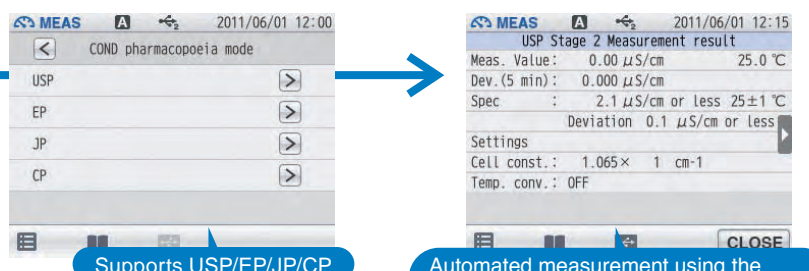 MEAS A 2 2011/06/01 12:00
< COND pharmacopoeia mode
USP >
EP >
JP >
CP >
Supports USP/EP/JP/CP
MEAS A 2 2011/06/01 12:15
USP Stage 2 Measurement result
Meas. Value: 0.00 μS/cm 25.0 ℃
Dev.(5 min): 0.000 μS/cm
Spec : 2.1 μS/cm or less 25±1 ℃
Deviation 0.1 μS/cm or less
Settings
Cell const.: 1.065× 1 cm-1
Temp. conv.: OFF
CLOSE
Automated measurement using the